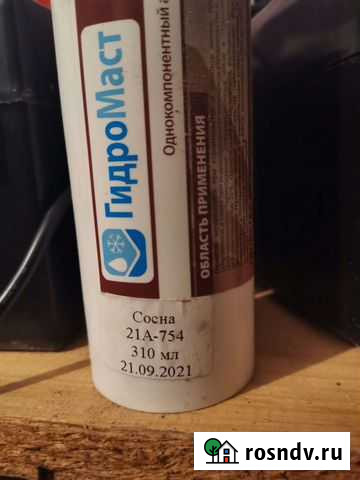 ГидроМаст
Однокомпонентный а
ОБЛАСТЬ ПРИМЕНЕНИЯ
Сосна
21А-754
310 мл
21.09.2021
rosndv.ru